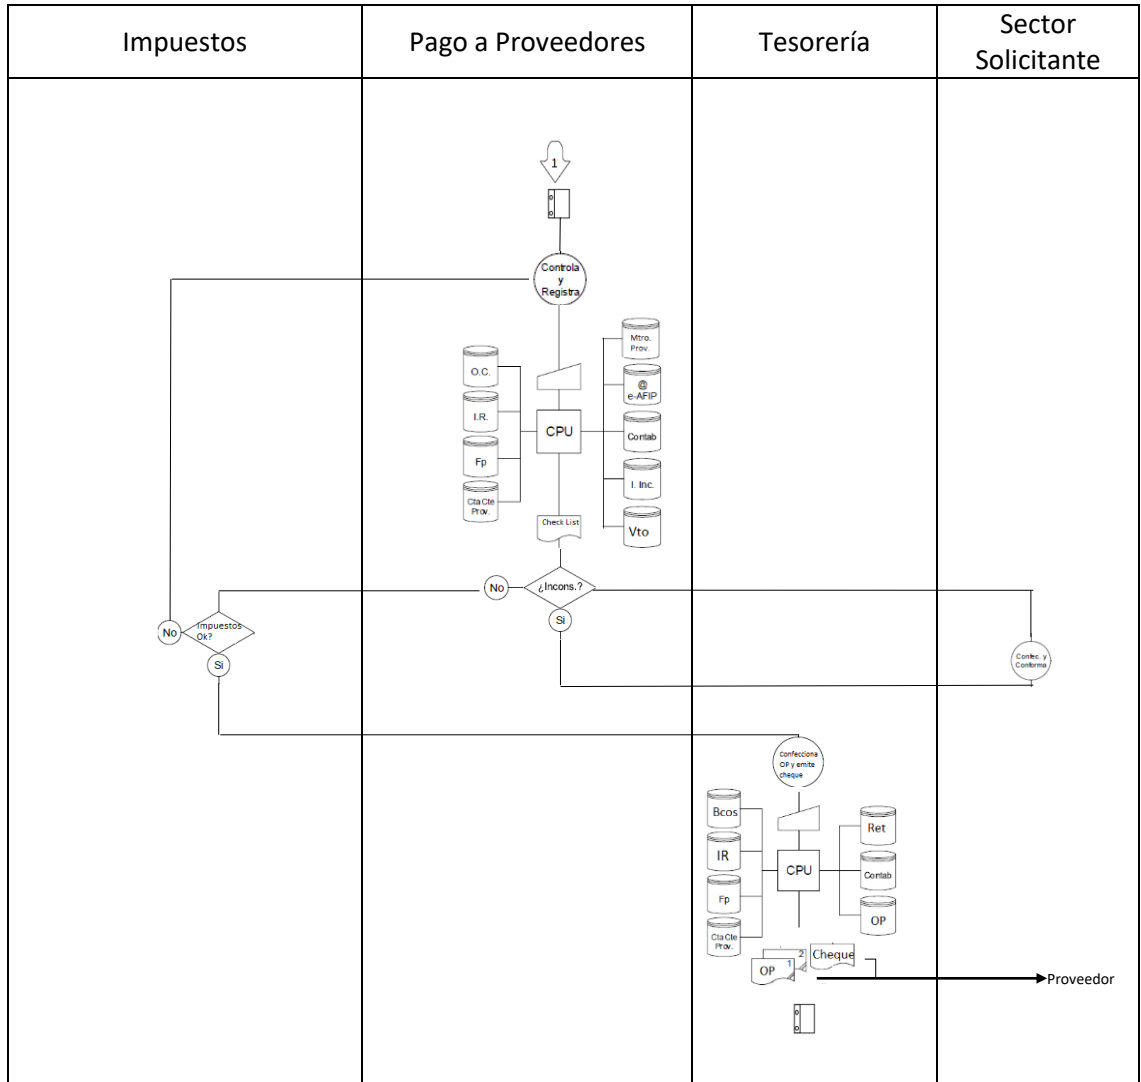 Impuestos
Pago a Proveedores
Tesorería
Sector
Solicitante
1
Controla
y
Registra
Mtro.
Prov.
O.C.
@
e-AFIP
I.R.
CPU
Contab
Fp
I. Inc.
Cta Cte
Prov.
Check List
Vto
No
¿Incons.?
Si
No
Impuestos
Ok?
Si
Confec. y
Conforma
Confecciona
OP y emite
cheque
Bcos
Ret
IR
CPU
Contab
Fp
OP
Cta Cte
Prov.
OP
1
2
Cheque
Proveedor